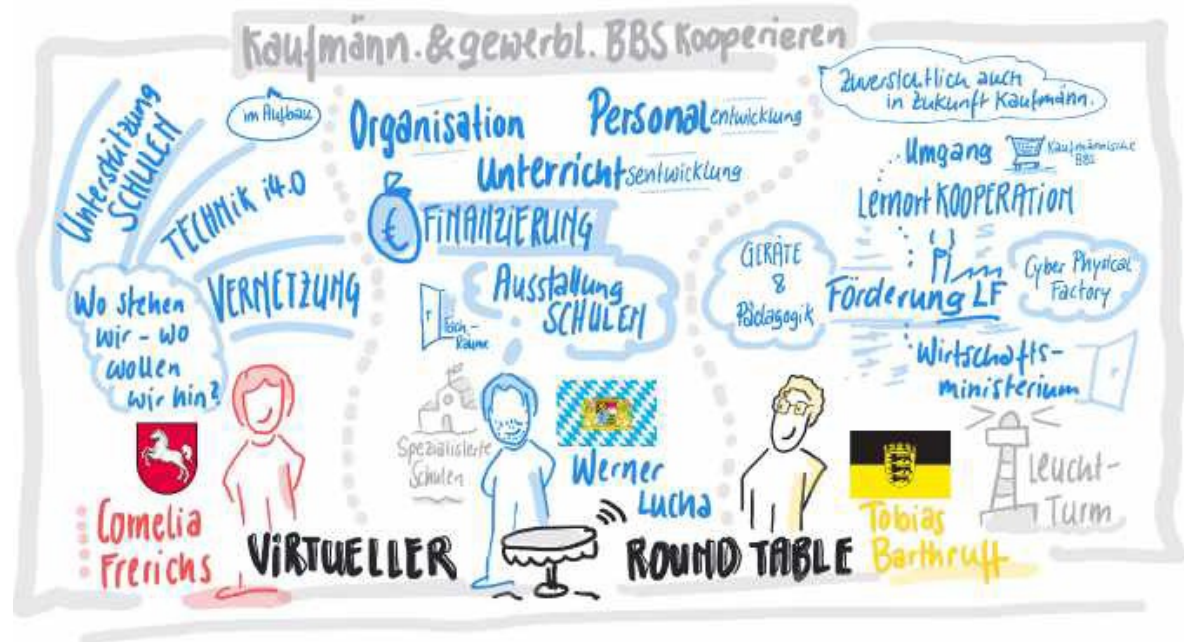 Kaufmänn. & gewerbl. BBS kooperieren
Unterstützung
SCHULEN
im Aufbau
TECHNIK i4.0
VERNETZUNG
Wo stehen
wir - wo
wollen
wir hin?
Cornelia
Frerichs
Organisation
Personalentwicklung
Unterrichtsentwicklung
€ FINANZIERUNG
Ausstattung
SCHULEN
Fach-
Räume
Spezialisierte
Schulen
Werner
Lucha
Zuversichtlich auch
in Zukunft Kaufmänn.
Umgang
Kaufmännische
BBS
Lernort KOOPERATION
GERÄTE
&
Pädagogik
Förderung LF
Cyber Physical
Factory
Wirtschafts-
ministerium
Leucht-
Turm
Tobias
Barthruff
VIRTUELLER ROUND TABLE